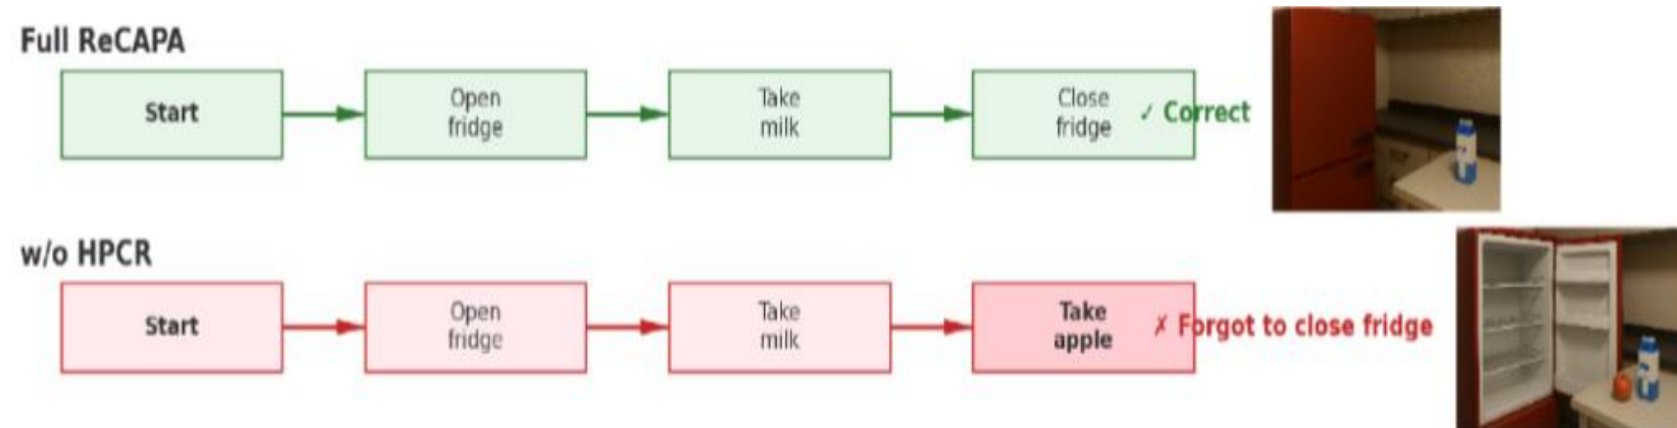 Full ReCAPA
Start
Open
fridge
Take
milk
Close
fridge
✓ Correct
w/o HPCR
Start
Open
fridge
Take
milk
Take
apple
✗ Forgot to close fridge